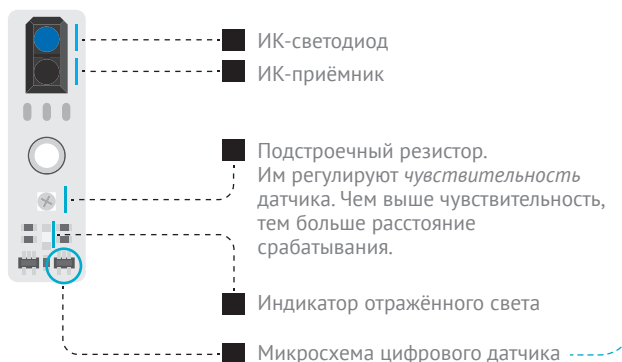 ИК-светодиод
ИК-приёмник
Подстроечный резистор.
Им регулируют чувствительность
датчика. Чем выше чувствительность,
тем больше расстояние
срабатывания.
Индикатор отражённого света
Микросхема цифрового датчика